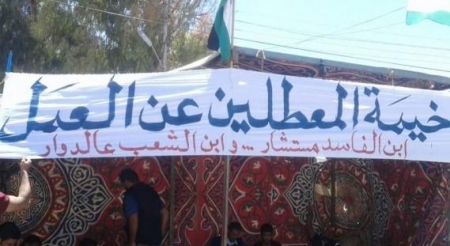 خيمة المعطلين عن العمل
ابن الفاسد مستشار ... وابن الشعب عالدوار